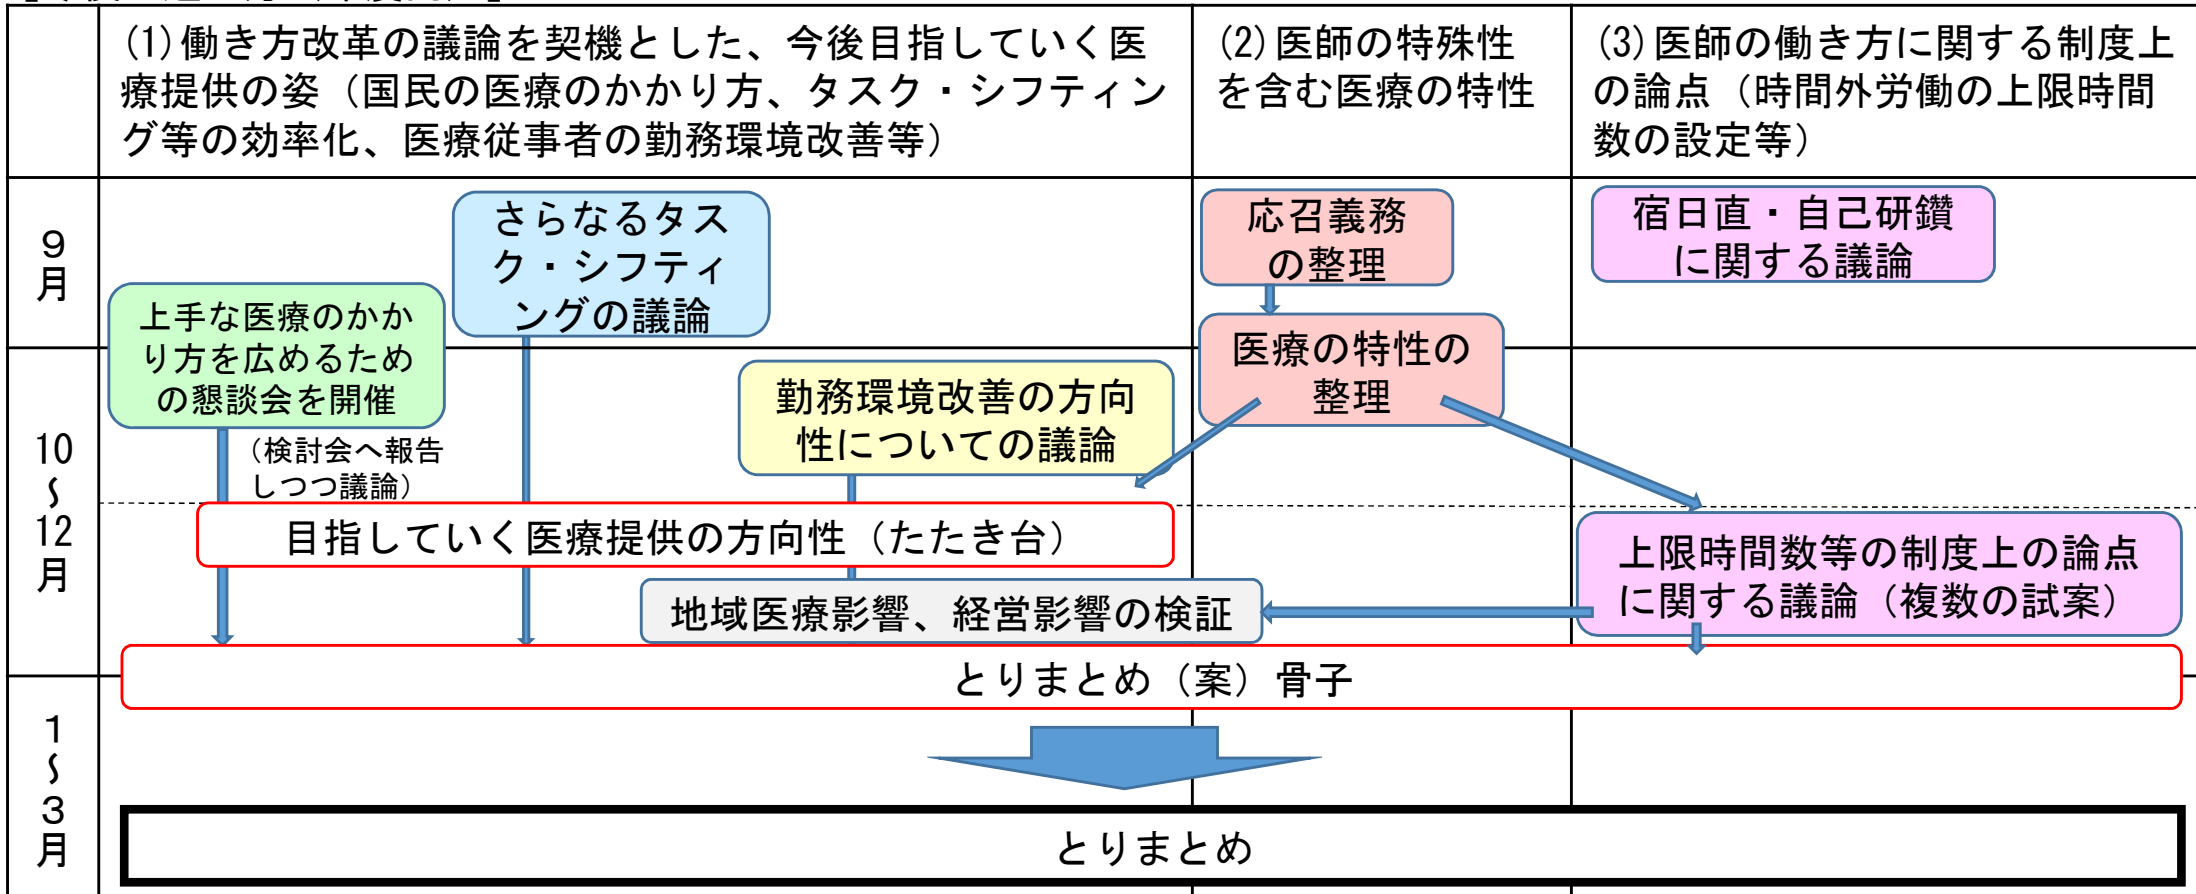 (1)働き方改革の議論を契機とした、今後目指していく医
療提供の姿（国民の医療のかかり方、タスク・シフティン
グ等の効率化、医療従事者の勤務環境改善等）
(2)医師の特殊性
を含む医療の特性
(3)医師の働き方に関する制度上
の論点（時間外労働の上限時間
数の設定等）
９
月
さらなるタス
ク・シフティ
ングの議論
応召義務
の整理
宿日直・自己研鑽
に関する議論
上手な医療のかか
り方を広めるため
の懇談会を開催
医療の特性の
整理
10
～
12
月
勤務環境改善の方向
性についての議論
（検討会へ報告
しつつ議論）
目指していく医療提供の方向性（たたき台）
上限時間数等の制度上の論点
に関する議論（複数の試案）
地域医療影響、経営影響の検証
とりまとめ（案）骨子
１
～
３
月
とりまとめ